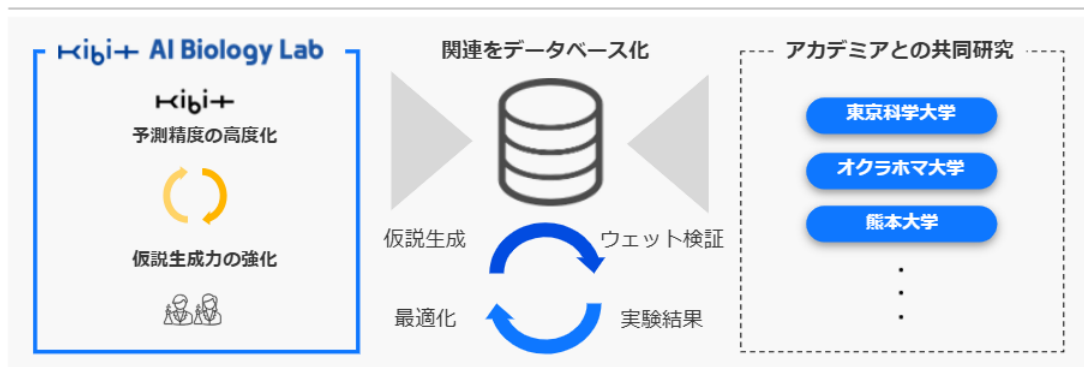 KIBIT AI Biology Lab
KIBIT
予測精度の高度化
仮説生成力の強化
関連をデータベース化
仮説生成
ウェット検証
最適化
実験結果
アカデミアとの共同研究
東京科学大学
オクラホマ大学
熊本大学
・
・
・